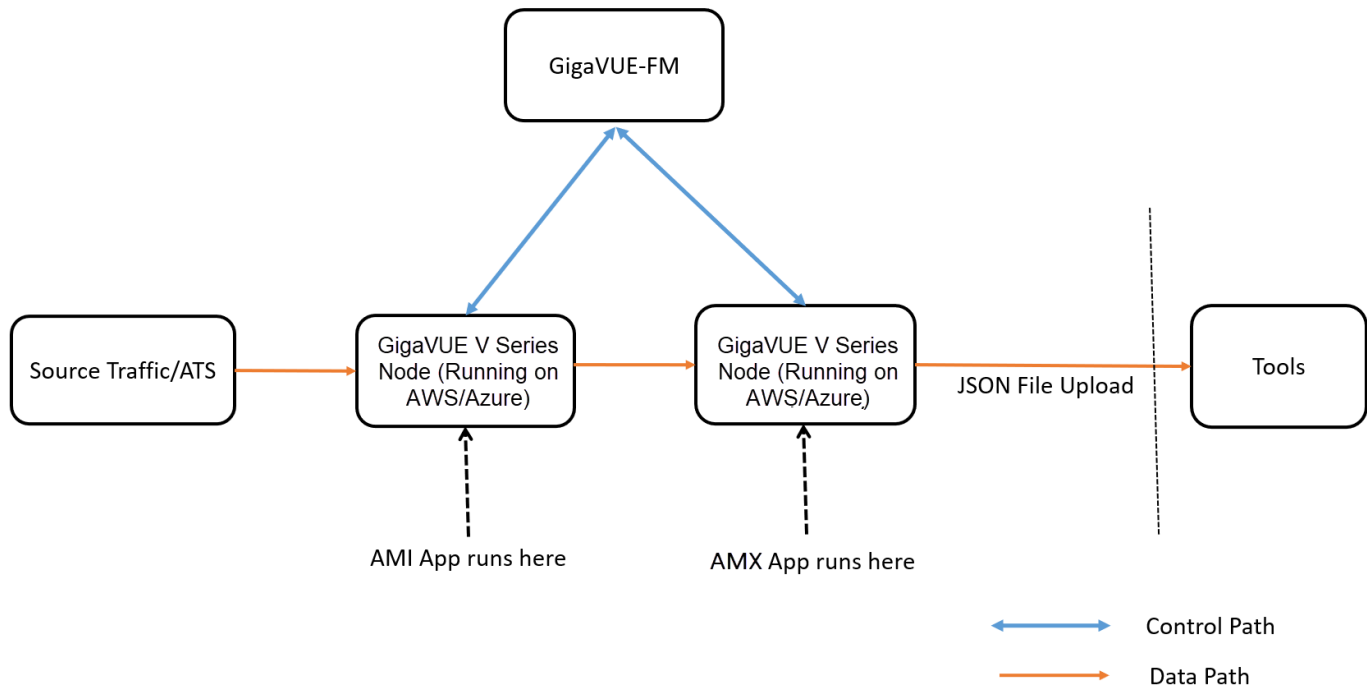 GigaVUE-FM
Source Traffic/ATS
GigaVUE V Series
Node (Running on
AWS/Azure)
GigaVUE V Series
Node (Running on
AWS/Azure)
JSON File Upload
Tools
AMI App runs here
AMX App runs here
Control Path
Data Path